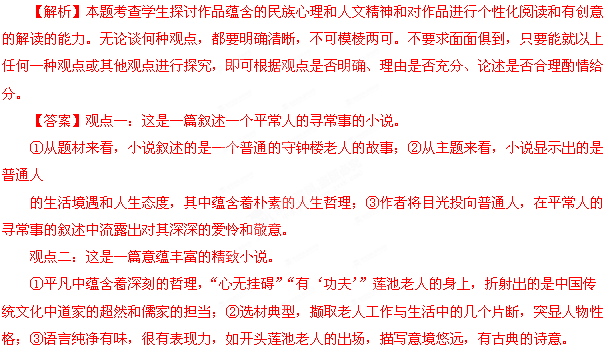 【解析】本题考查学生探讨作品蕴含的民族心理和人文精神和对作品进行个性化阅读和有创意
的解读的能力。无论谈何种观点，都要明确清晰，不可模棱两可。不要求面面俱到，只要能就以上
任何一种观点或其他观点进行探究，即可根据观点是否明确、理由是否充分、论述是否合理酌情给
分。
【答案】观点一：这是一篇叙述一个平常人的寻常事的小说。
①从题材来看，小说叙述的是一个普通的守钟楼老人的故事；②从主题来看，小说显示出的是
普通人
的生活境遇和人生态度，其中蕴含着朴素的人生哲理；③作者将目光投向普通人，在平常人的
寻常事的叙述中流露出对其深深的爱怜和敬意。
观点二：这是一篇意蕴丰富的精致小说。
①平凡中蕴含着深刻的哲理，“心无挂碍”“有‘功夫’”莲池老人的身上，折射出的是中国传
统文化中道家的超然和儒家的担当；②选材典型，撷取老人工作与生活中的几个片断，突显人物性
格；③语言纯净有味，很有表现力，如开头莲池老人的出场，描写意境悠远，有古典的诗意。